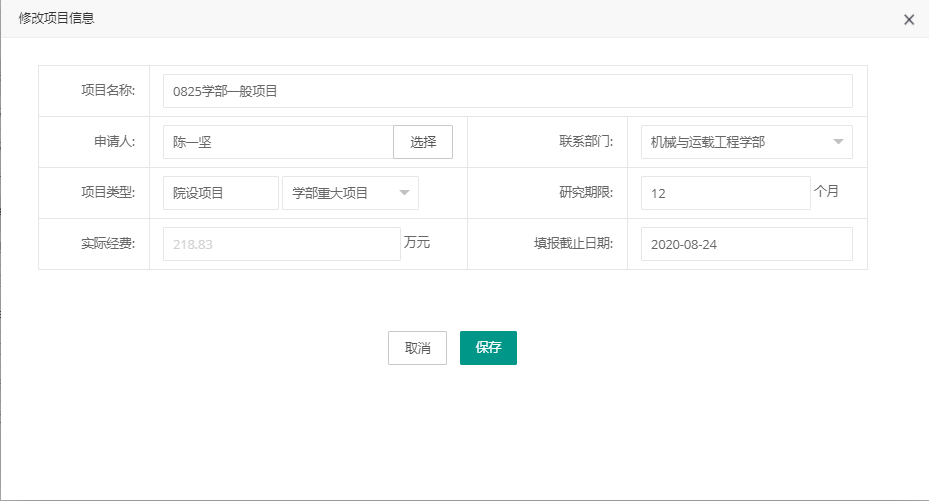 修改项目信息
项目名称: 0825学部一般项目
申请人: 陈一坚 选择 联系部门: 机械与运载工程学部
项目类型: 院设项目 学部重大项目 研究期限: 12 个月
实际经费: 218.83 万元 填报截止日期: 2020-08-24
取消 保存